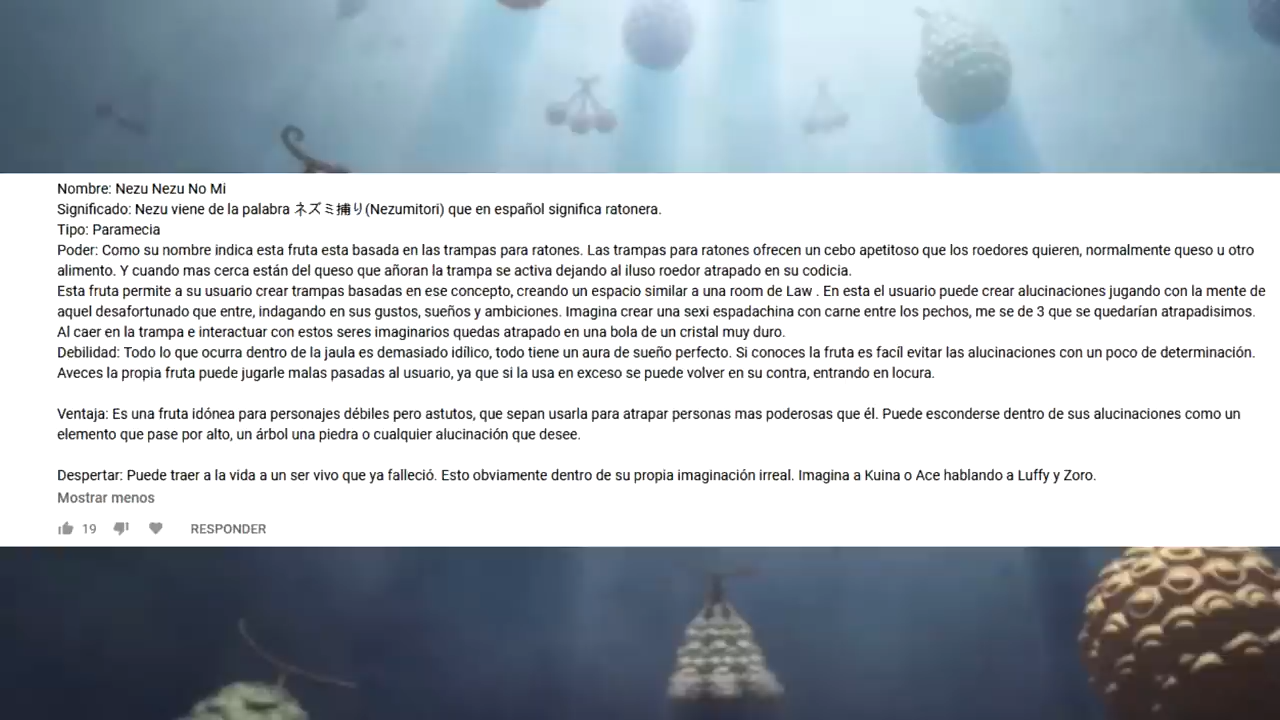 Nombre: Nezu Nezu No Mi
Significado: Nezu viene de la palabra ネズミ捕り(Nezumitori) que en español significa ratonera.
Tipo: Paramecia
Poder: Como su nombre indica esta fruta esta basada en las trampas para ratones. Las trampas para ratones ofrecen un cebo apetitoso que los roedores quieren, normalmente queso u otro
alimento. Y cuando mas cerca están del queso que añoran la trampa se activa dejando al iluso roedor atrapado en su codicia.
Esta fruta permite a su usuario crear trampas basadas en ese concepto, creando un espacio similar a una room de Law . En esta el usuario puede crear alucinaciones jugando con la mente de
aquel desafortunado que entre, indagando en sus gustos, sueños y ambiciones. Imagina crear una sexi espadachina con carne entre los pechos, me se de 3 que se quedarían atrapadisimos.
Al caer en la trampa e interactuar con estos seres imaginarios quedas atrapado en una bola de un cristal muy duro.
Debilidad: Todo lo que ocurra dentro de la jaula es demasiado idílico, todo tiene un aura de sueño perfecto. Si conoces la fruta es facíl evitar las alucinaciones con un poco de determinación.
Aveces la propia fruta puede jugarle malas pasadas al usuario, ya que si la usa en exceso se puede volver en su contra, entrando en locura.
Ventaja: Es una fruta idónea para personajes débiles pero astutos, que sepan usarla para atrapar personas mas poderosas que él. Puede esconderse dentro de sus alucinaciones como un
elemento que pase por alto, un árbol una piedra o cualquier alucinación que desee.
Despertar: Puede traer a la vida a un ser vivo que ya falleció. Esto obviamente dentro de su propia imaginación irreal. Imagina a Kuina o Ace hablando a Luffy y Zoro.
Mostrar menos
19 RESPONDER